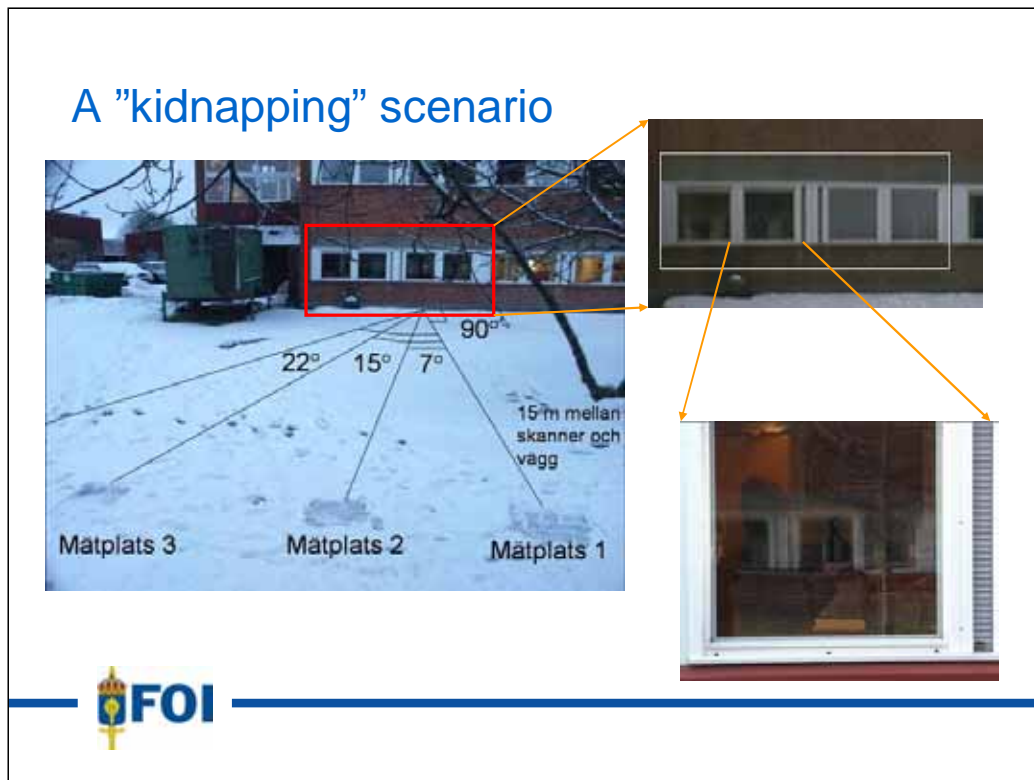 A ”kidnapping” scenario
90°
22°
15°
7°
15 m mellan
skanner och
vägg
Mätplats 3
Mätplats 2
Mätplats 1
FOI